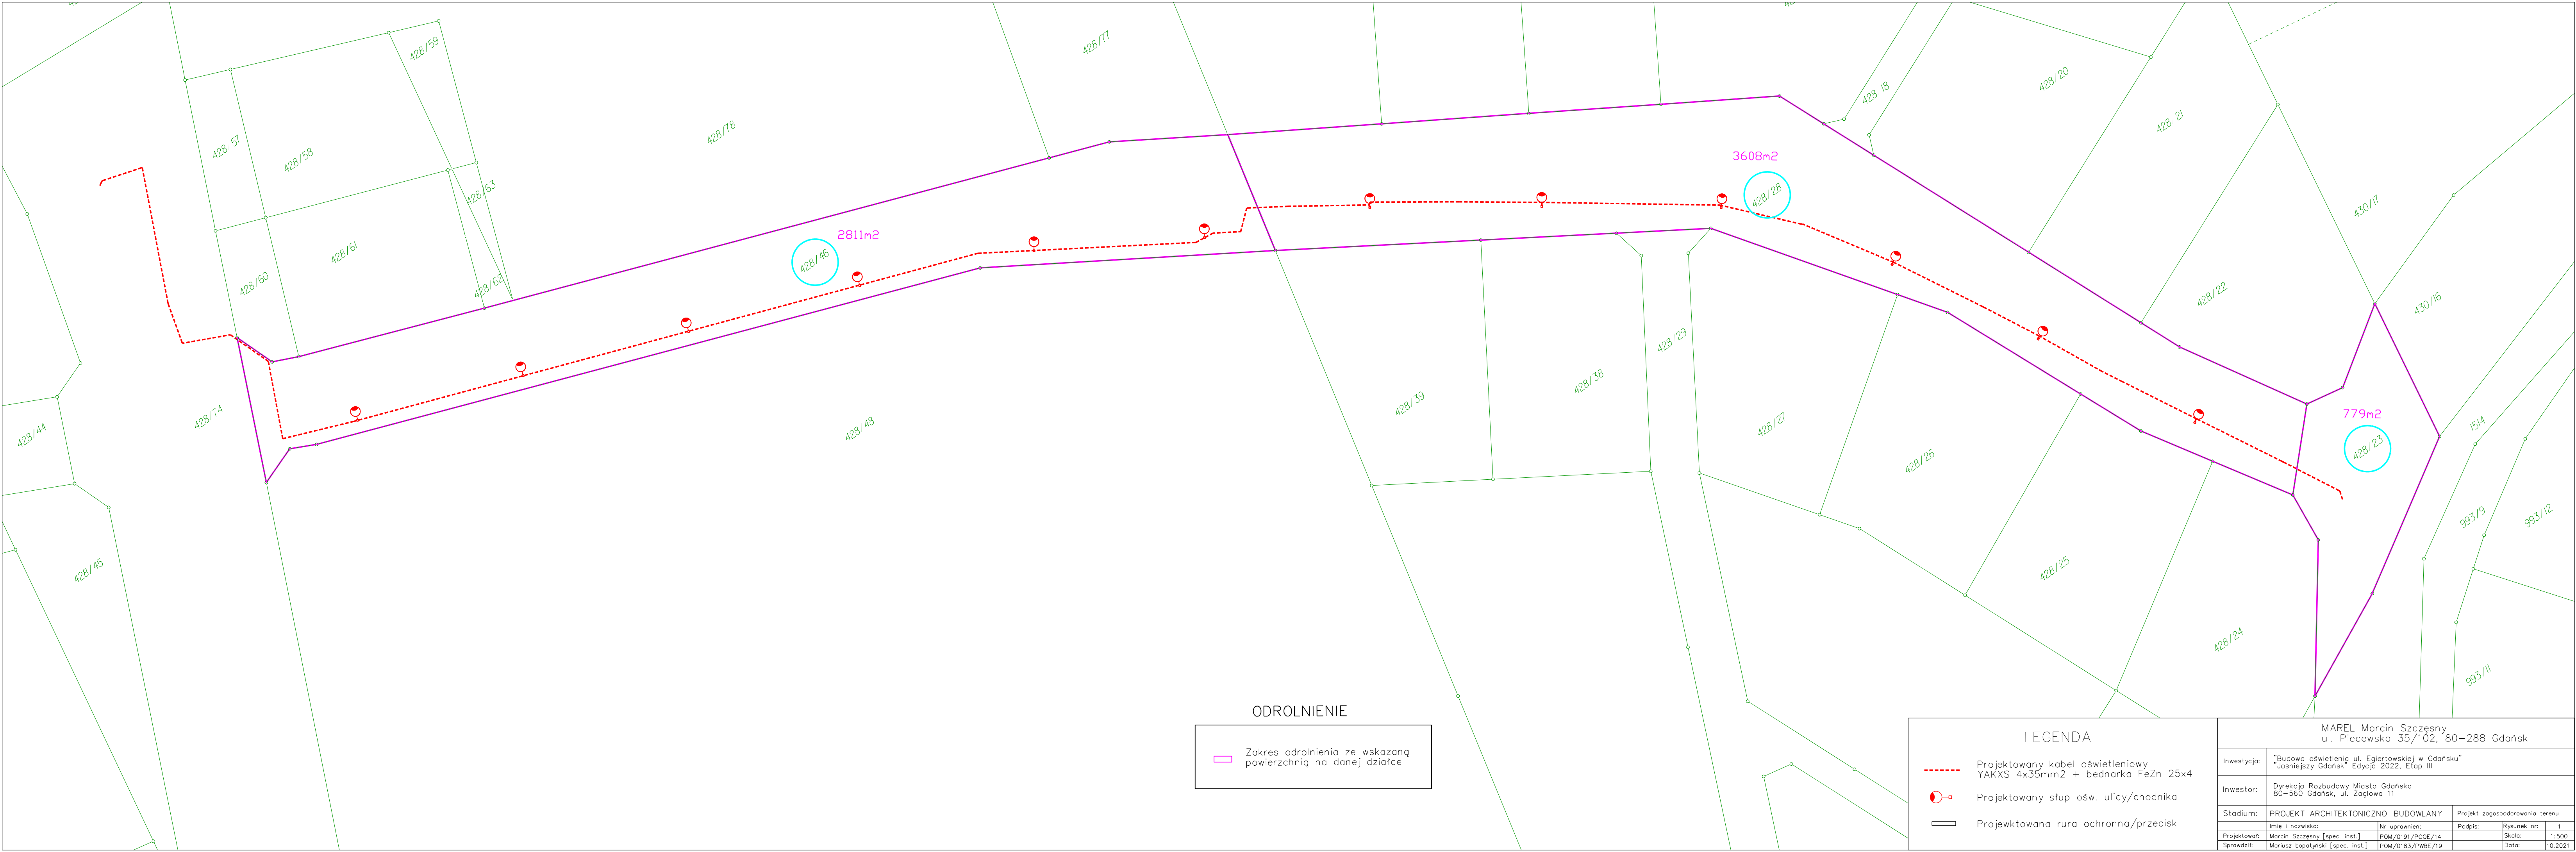 428/59
428/77
428/18
428/20
428/21
428/57
428/58
428/78
428/63
3608m2
428/28
430/17
2811m2
428/46
428/61
428/60
428/62
428/22
430/16
428/29
428/38
428/39
428/27
428/26
779m2
428/23
1514
428/74
428/44
428/48
428/45
428/25
993/9
993/12
428/24
993/11
ODROLNIENIE
Zakres odrolnienia ze wskazaną
powierzchnią na danej działce
LEGENDA
Projektowany kabel oświetleniowy
YAKXS 4x35mm2 + bednarka FeZn 25x4
Projektowany słup ośw. ulicy/chodnika
Projewktowana rura ochronna/przecisk
MAREL Marcin Szczęsny
ul. Piecewska 35/102, 80-288 Gdańsk
Inwestycja: "Budowa oświetlenia ul. Egiertowskiej w Gdańsku"
"Jaśniejszy Gdańsk" Edycja 2022, Etap III
Inwestor: Dyrekcja Rozbudowy Miasta Gdańska
80-560 Gdańsk, ul. Żaglowa 11
Stadium: PROJEKT ARCHITEKTONICZNO-BUDOWLANY Projekt zagospodarowania terenu
Imię i nazwisko: Nr uprawnień: Podpis: Rysunek nr: 1
Projektował: Marcin Szczęsny [spec. inst.] POM/0191/POOE/14 Skala: 1:500
Sprawdził: Mariusz Łopatyński [spec. inst.] POM/0183/PWBE/19 Data: 10.2021